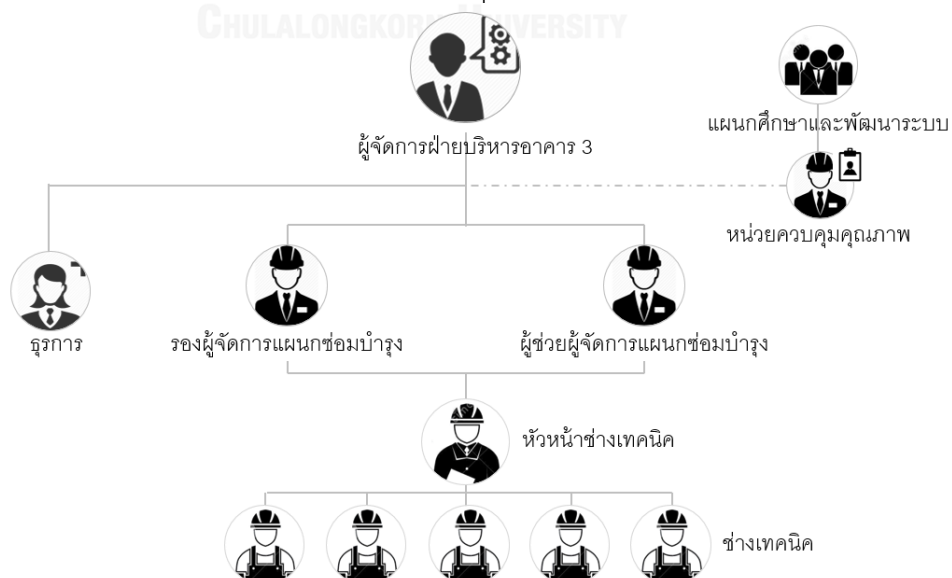 CHULALONGKORN UNIVERSITY
ผู้จัดการฝ่ายบริหารอาคาร 3
แผนกศึกษาและพัฒนาระบบ
หน่วยควบคุมคุณภาพ
ธุรการ
รองผู้จัดการแผนกซ่อมบำรุง
ผู้ช่วยผู้จัดการแผนกซ่อมบำรุง
หัวหน้าช่างเทคนิค
ช่างเทคนิค